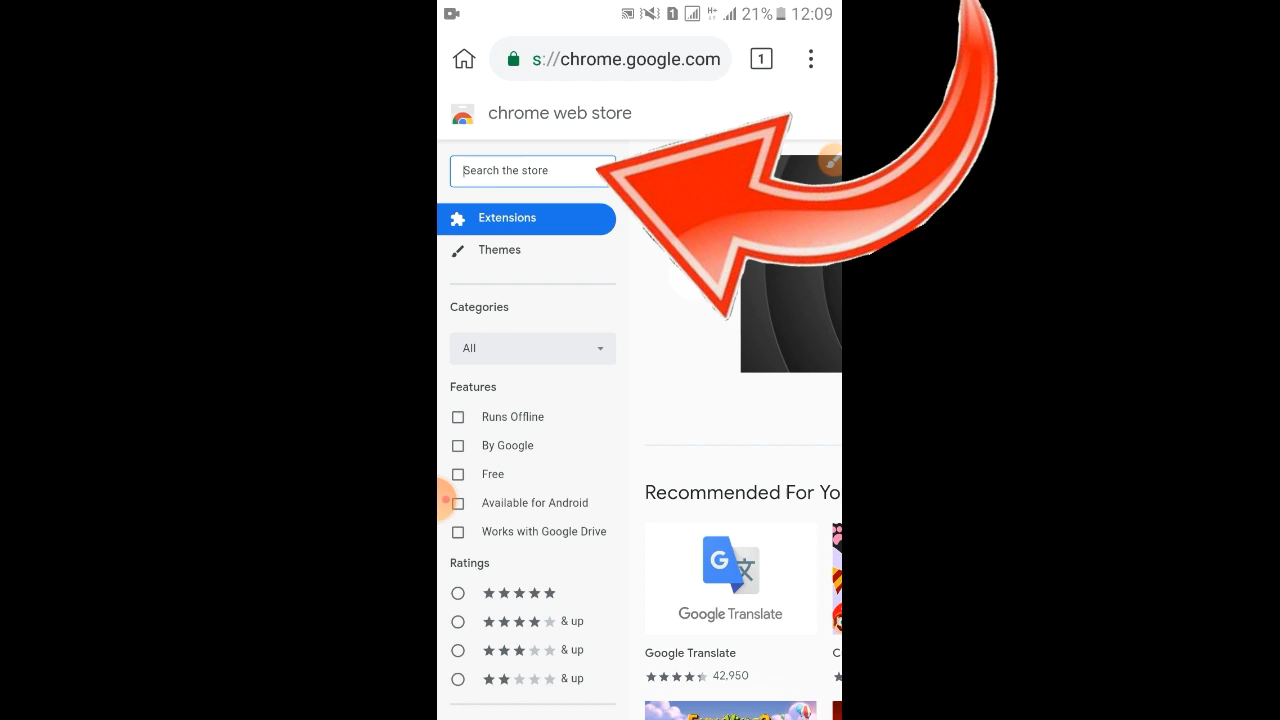 1 H+ 21% 12:09
s://chrome.google.com 1
chrome web store
Search the store
Extensions
Themes
Categories
All
Features
Runs Offline
By Google
Free
Available for Android
Works with Google Drive
Ratings
& up
& up
& up
Recommended For Yo
G
Google Translate
Google Translate
42,950
C